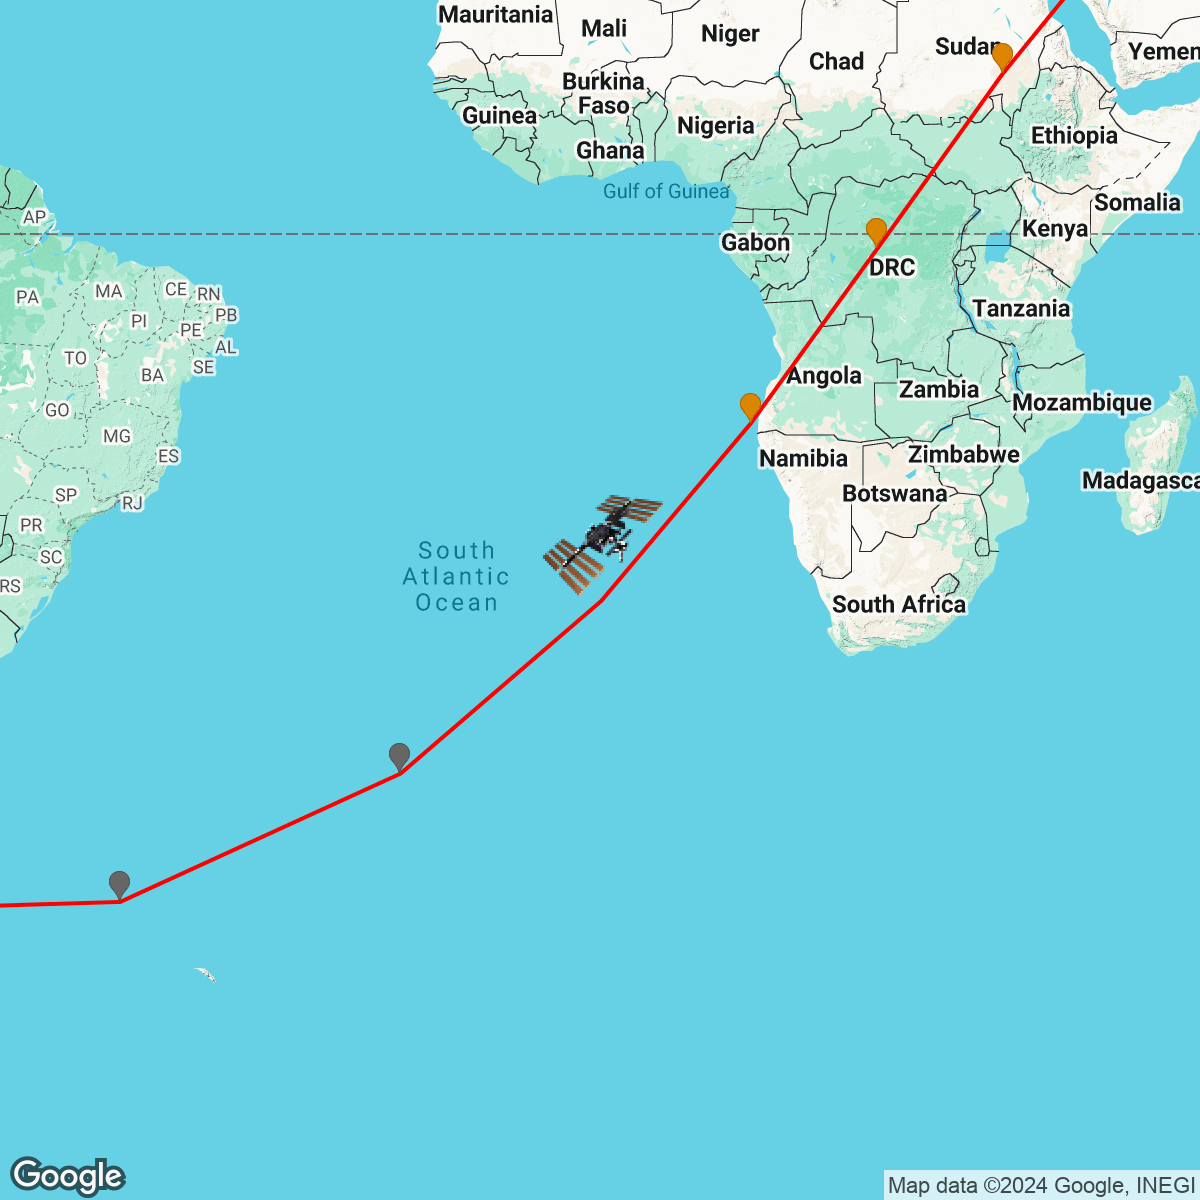 Mauritania
Mali
Niger
Chad
Sudan
Yemen
Burkina
Faso
Guinea
Nigeria
Ghana
Ethiopia
Gulf of Guinea
Somalia
AP
Gabon
Kenya
DRC
PA
MA
CE
RN
Tanzania
PI
PB
PE
TO
AL
SE
BA
Angola
Zambia
Mozambique
GO
MG
ES
Namibia
Zimbabwe
Madagasca
SP
RJ
Botswana
PR
SC
South
Atlantic
Ocean
RS
South Africa
Google
Map data ©2024 Google, INEGI